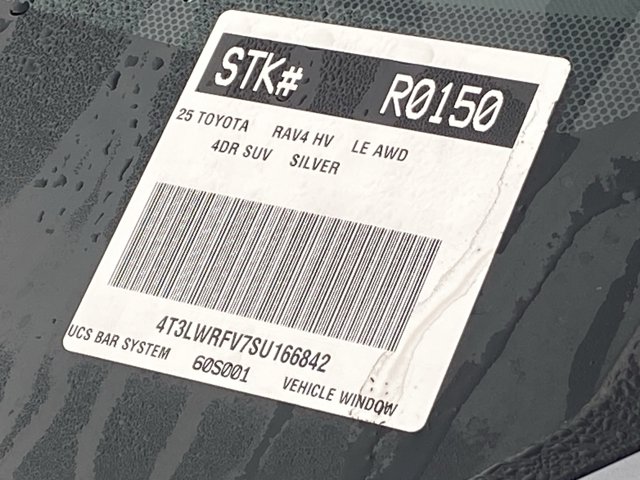 STK# R0150
25 TOYOTA RAV4 HV LE AWD
4DR SUV SILVER
4T3LWRFV7SU166842
UCS BAR SYSTEM 60S001 VEHICLE WINDOW